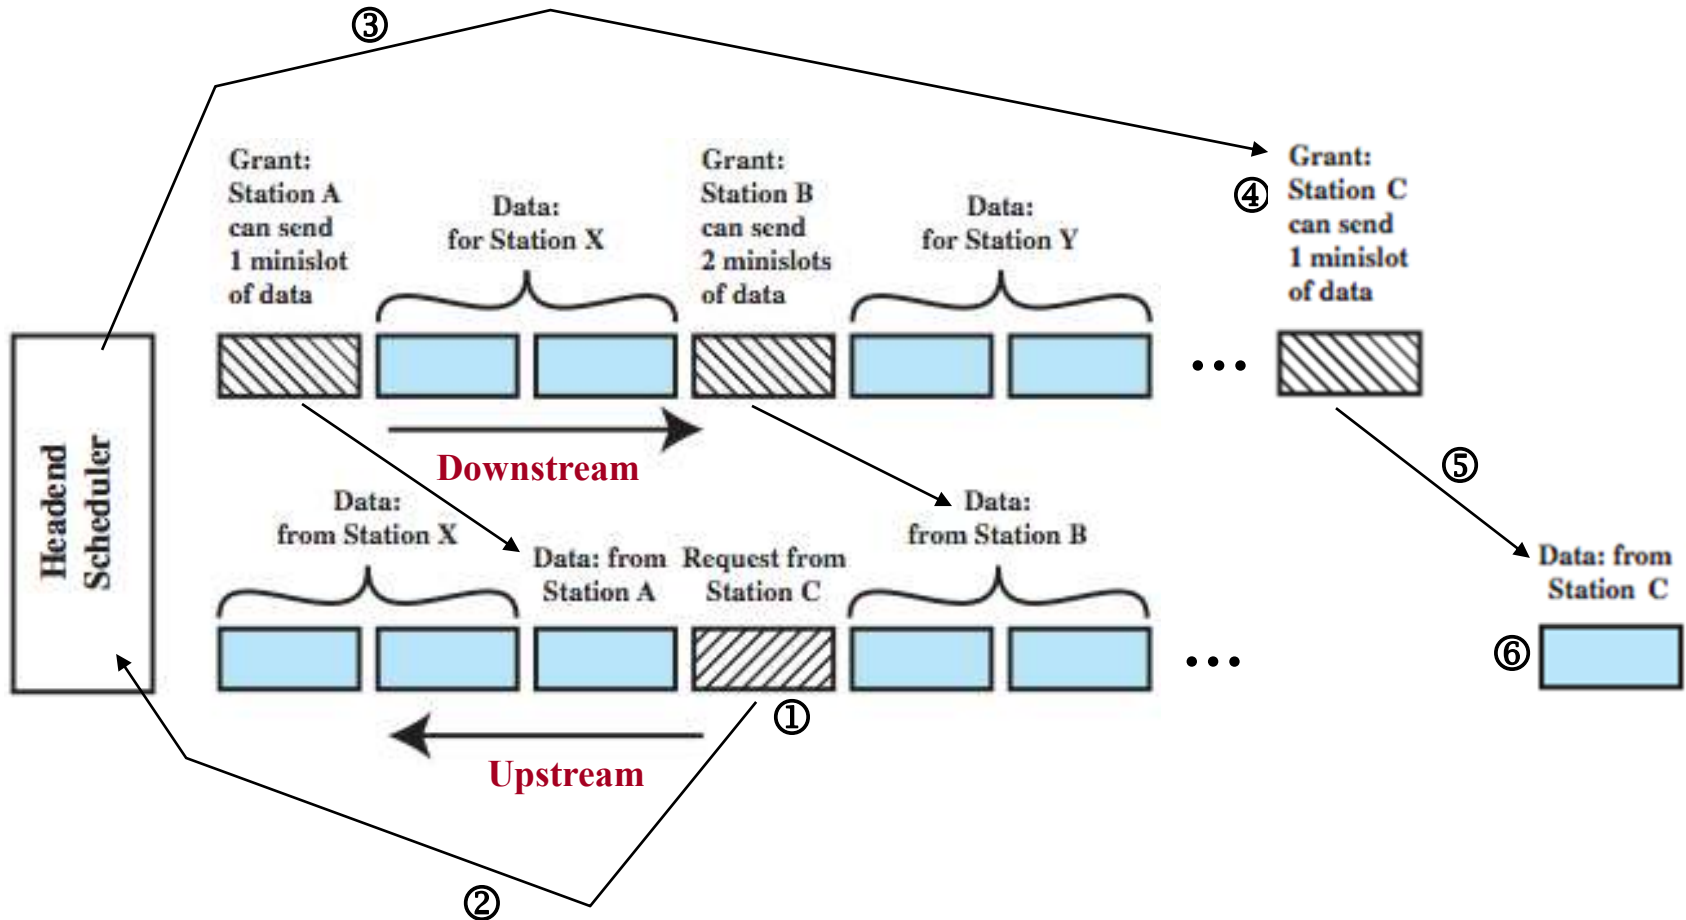 ③
Grant:
Station A
can send
1 minislot
of data
Data:
for Station X
Grant:
Station B
can send
2 minislots
of data
Data:
for Station Y
④
Grant:
Station C
can send
1 minislot
of data
Headend
Scheduler
• • •
Downstream
⑤
Data:
from Station X
Data: from
Station A
Request from
Station C
Data:
from Station B
Data: from
Station C
• • •
⑥
①
Upstream
②